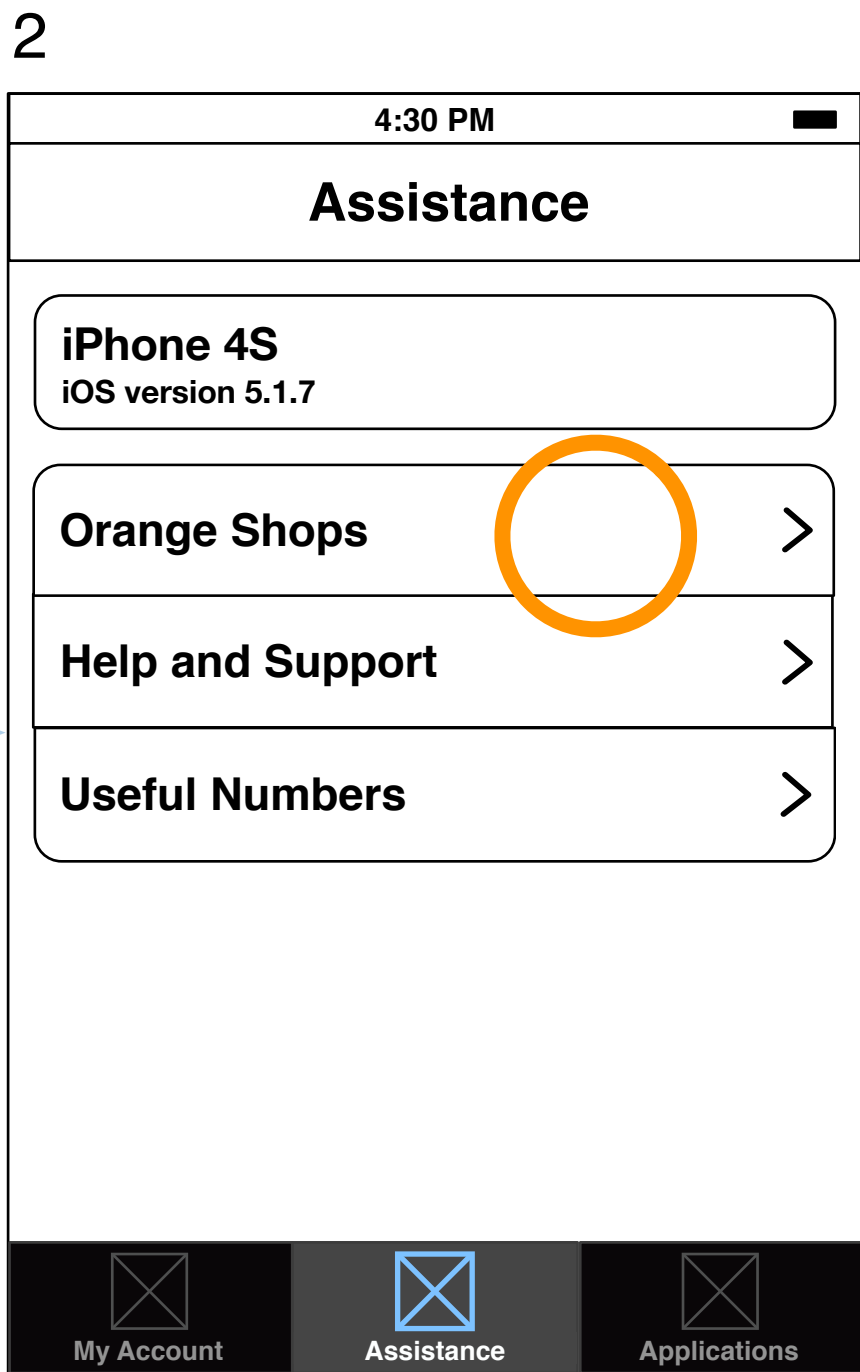 2
4:30 PM
Assistance
iPhone 4S
iOS version 5.1.7
Orange Shops
Help and Support
Useful Numbers
My Account
Assistance
Applications